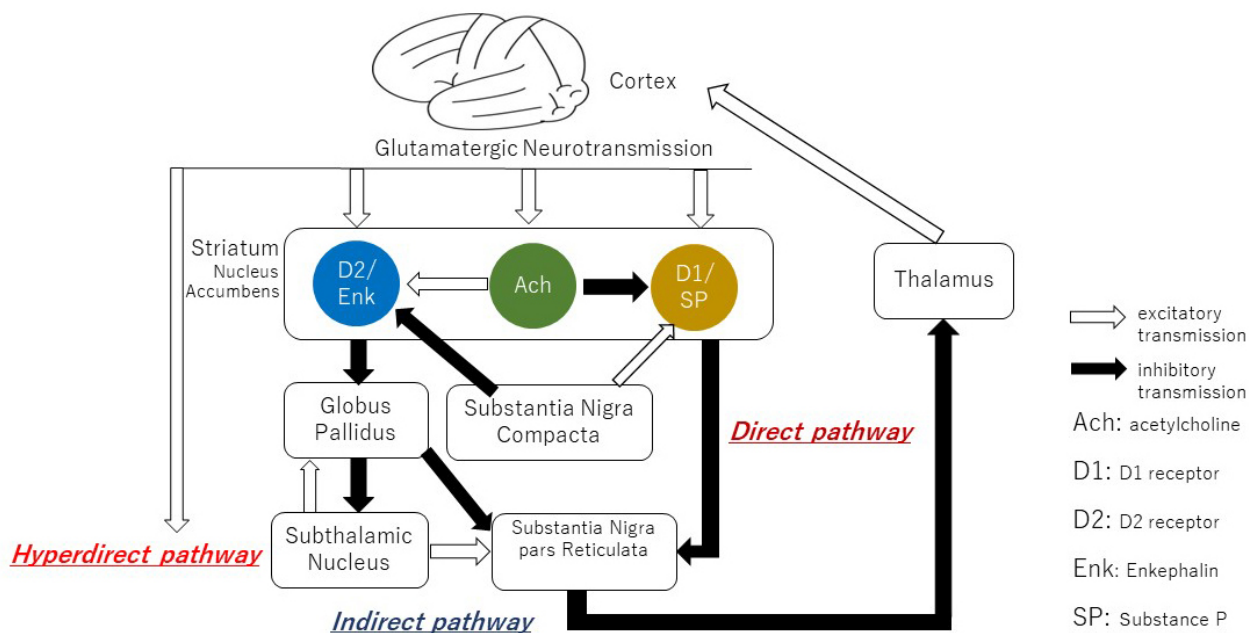 Cortex
Glutamatergic Neurotransmission
Striatum
Nucleus
Accumbens
D2/
Enk
Ach
D1/
SP
Thalamus
excitatory
transmission
inhibitory
transmission
Globus
Pallidus
Substantia Nigra
Compacta
Direct pathway
Ach: acetylcholine
D1: D1 receptor
D2: D2 receptor
Enk: Enkephalin
SP: Substance P
Hyperdirect pathway
Subthalamic
Nucleus
Substantia Nigra
pars Reticulata
Indirect pathway